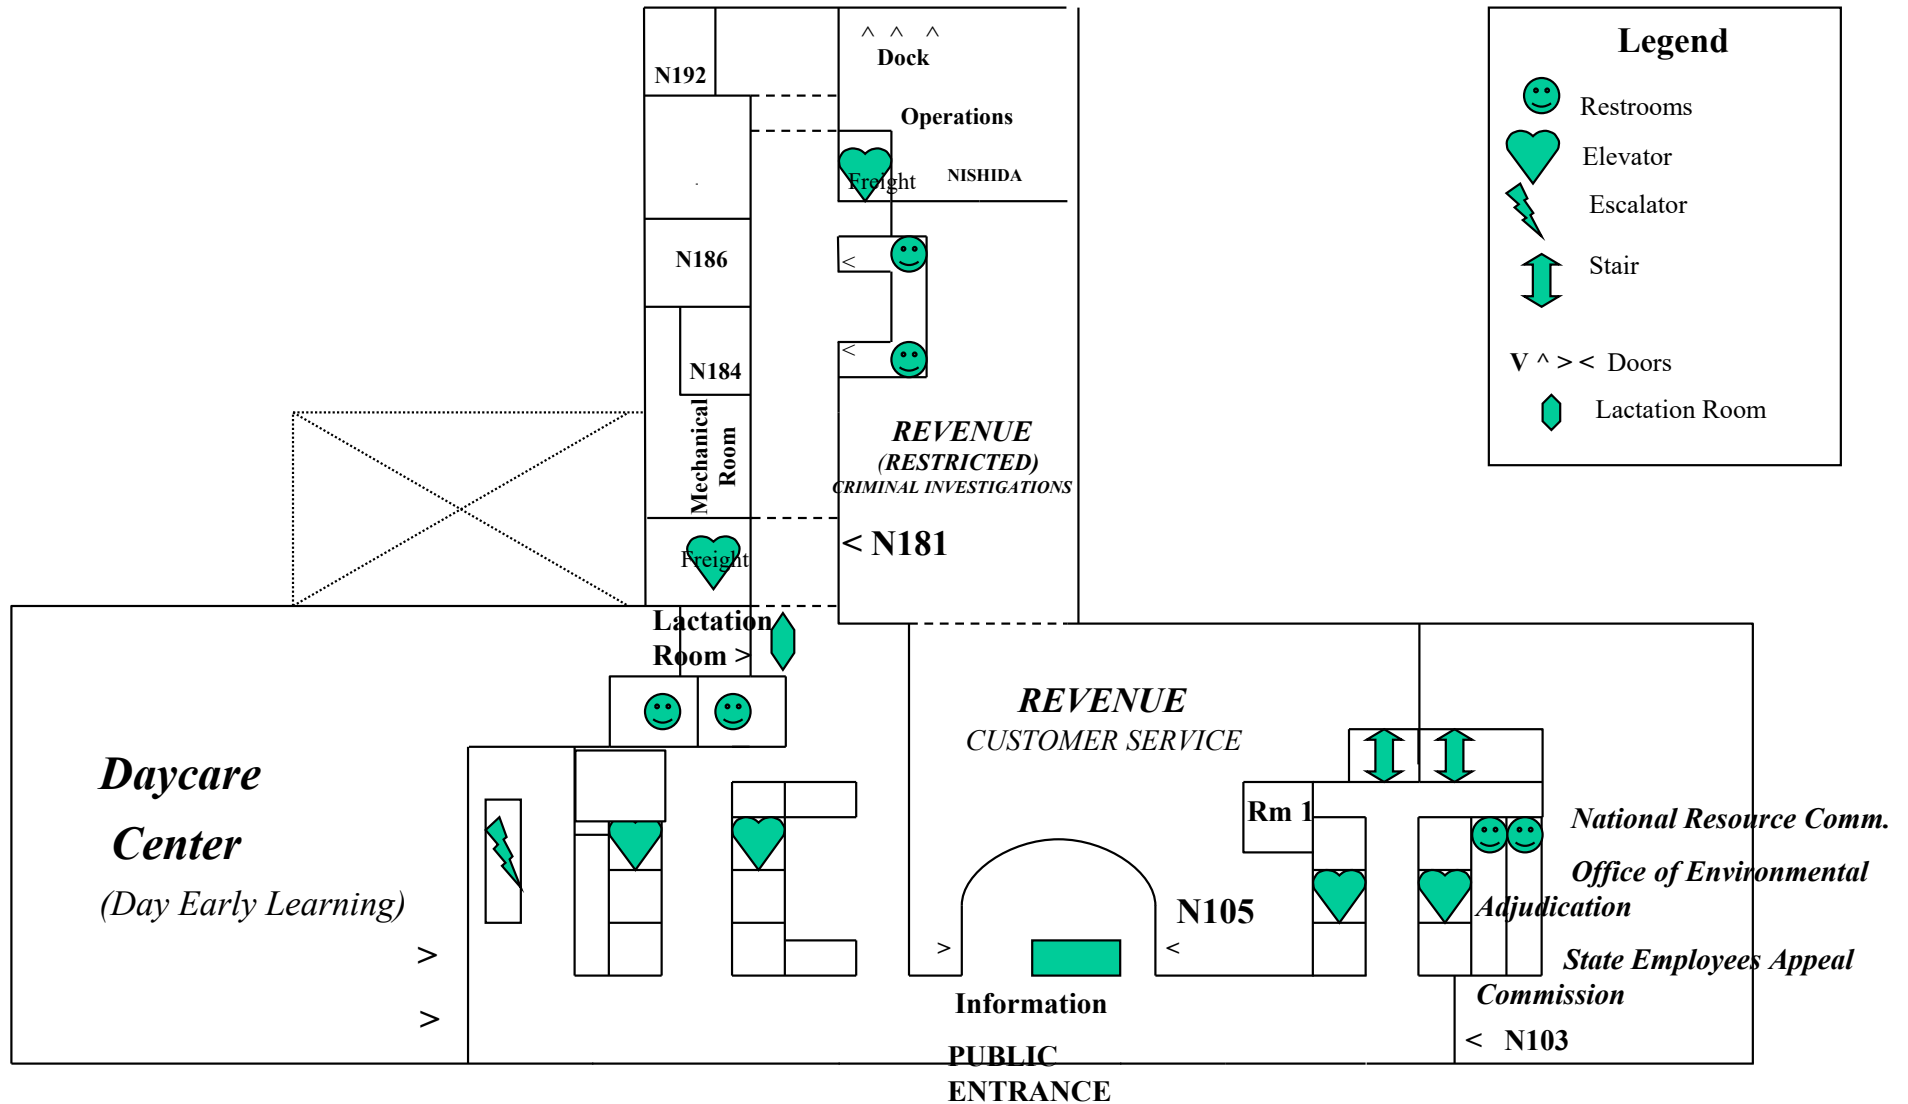 ^ ^ ^
Dock
N192
Operations
Freight
NISHIDA
N186
<
<
N184
Mechanical
Room
REVENUE
(RESTRICTED)
CRIMINAL INVESTIGATIONS
< N181
Freight
Lactation
Room >
Legend
Restrooms
Elevator
Escalator
Stair
V ^ > < Doors
Lactation Room
Daycare
Center
(Day Early Learning)
>
>
REVENUE
CUSTOMER SERVICE
Rm 1
N105
>
<
Information
PUBLIC
ENTRANCE
National Resource Comm.
Office of Environmental
Adjudication
State Employees Appeal
Commission
< N103